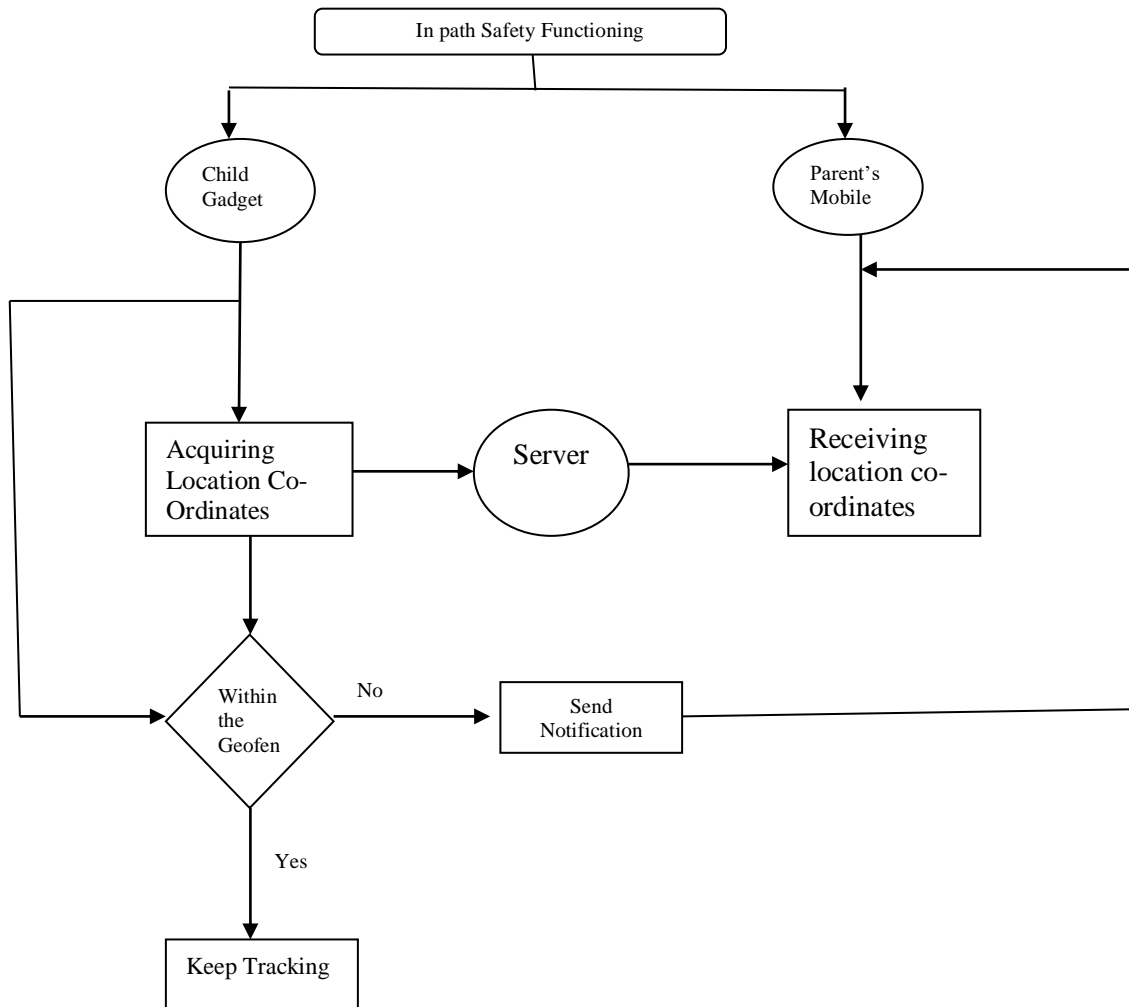 In path Safety Functioning
Child
Gadget
Parent's
Mobile
Acquiring
Location Co-
Ordinates
Server
Receiving
location co-
ordinates
Within
the
Geofen
No
Send
Notification
Yes
Keep Tracking